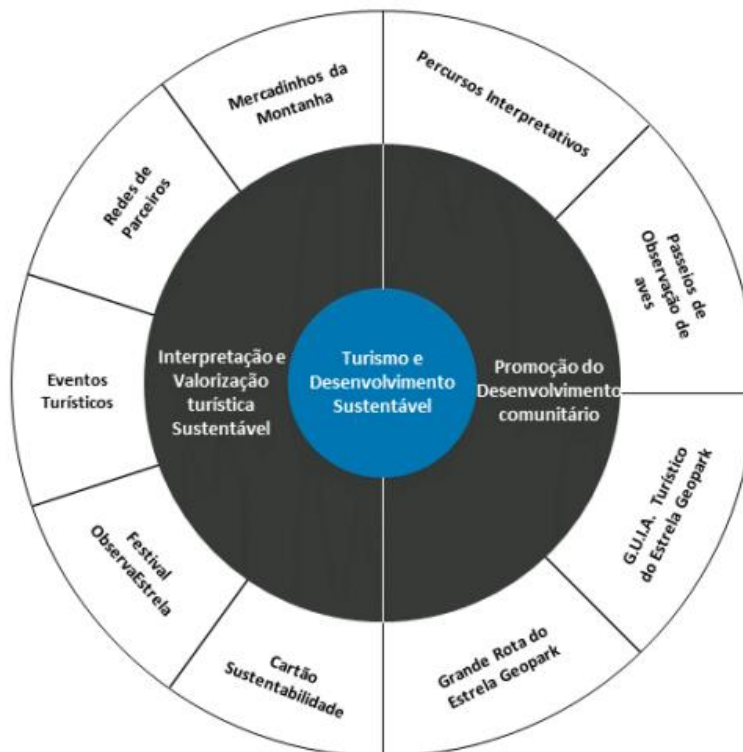 Mercadinhos da
Montanha
Percursos Interpretativos
Redes de
Parceiros
Passeios de
Observação de
aves
Eventos
Turísticos
Interpretação e
Valorização
turística
Sustentável
Turismo e
Desenvolvimento
Sustentável
Promoção do
Desenvolvimento
comunitário
G.U.I.A. Turístico
do Estrela Geopark
Festival
ObservaEstrela
Cartão
Sustentabilidade
Grande Rota do
Estrela Geopark